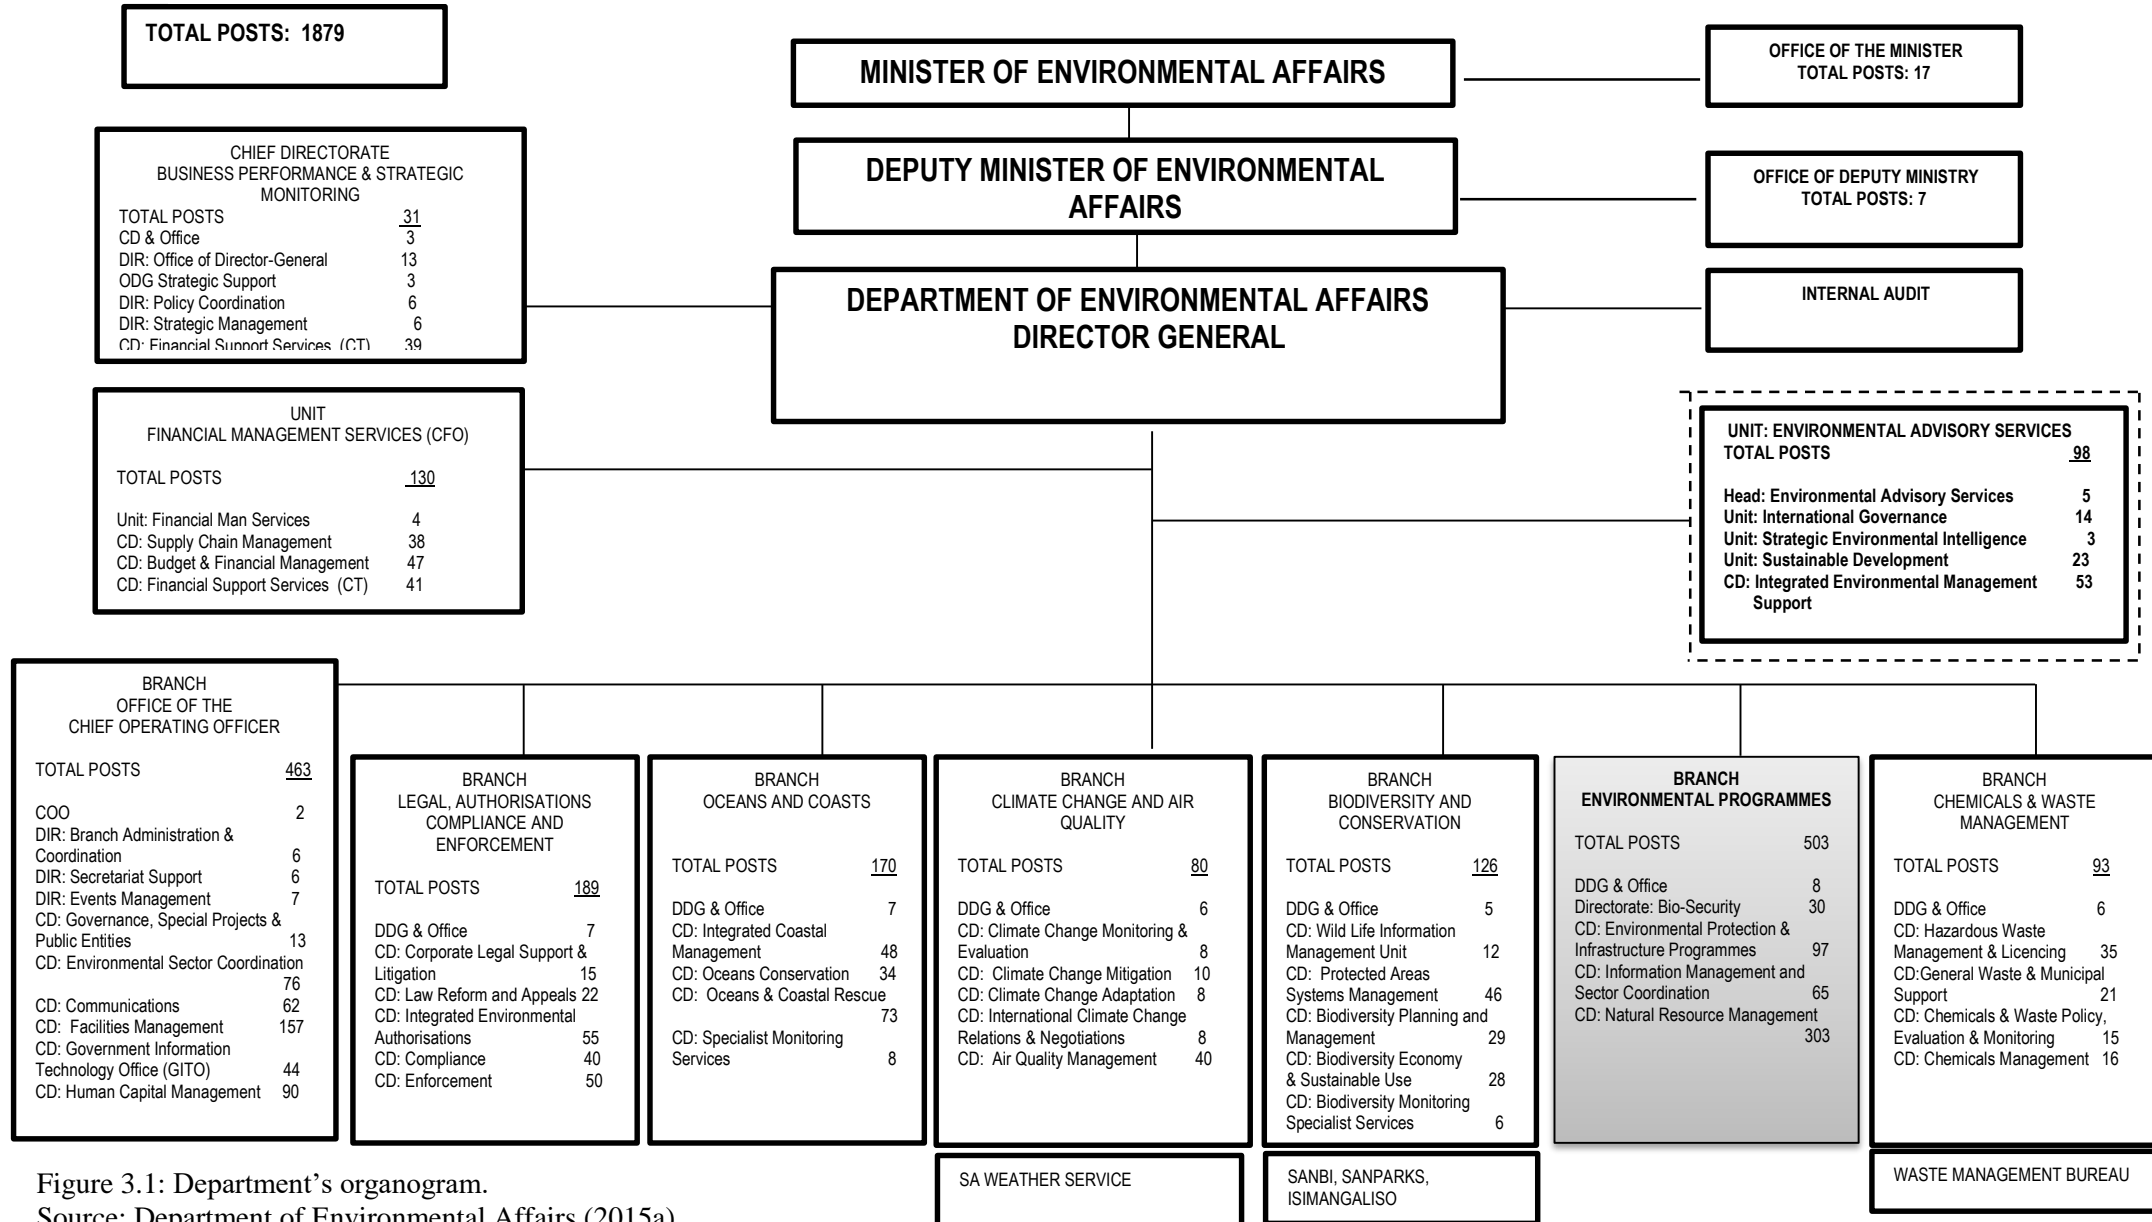 TOTAL POSTS: 1879
MINISTER OF ENVIRONMENTAL AFFAIRS
OFFICE OF THE MINISTER
TOTAL POSTS: 17
CHIEF DIRECTORATE
BUSINESS PERFORMANCE & STRATEGIC
MONITORING
TOTAL POSTS 31
CD & Office 3
DIR: Office of Director-General 13
ODG Strategic Support 3
DIR: Policy Coordination 6
DIR: Strategic Management 6
CD: Financial Support Services (CT) 39
DEPUTY MINISTER OF ENVIRONMENTAL
AFFAIRS
OFFICE OF DEPUTY MINISTRY
TOTAL POSTS: 7
DEPARTMENT OF ENVIRONMENTAL AFFAIRS
DIRECTOR GENERAL
INTERNAL AUDIT
UNIT
FINANCIAL MANAGEMENT SERVICES (CFO)
TOTAL POSTS 130
Unit: Financial Man Services 4
CD: Supply Chain Management 38
CD: Budget & Financial Management 47
CD: Financial Support Services (CT) 41
UNIT: ENVIRONMENTAL ADVISORY SERVICES
TOTAL POSTS 98
Head: Environmental Advisory Services 5
Unit: International Governance 14
Unit: Strategic Environmental Intelligence 3
Unit: Sustainable Development 23
CD: Integrated Environmental Management 53
Support
BRANCH
OFFICE OF THE
CHIEF OPERATING OFFICER
TOTAL POSTS 463
COO 2
DIR: Branch Administration &
Coordination 6
DIR: Secretariat Support 6
DIR: Events Management 7
CD: Governance, Special Projects &
Public Entities 13
CD: Environmental Sector Coordination
76
CD: Communications 62
CD: Facilities Management 157
CD: Government Information
Technology Office (GITO) 44
CD: Human Capital Management 90
BRANCH
LEGAL, AUTHORISATIONS
COMPLIANCE AND
ENFORCEMENT
TOTAL POSTS 189
DDG & Office 7
CD: Corporate Legal Support &
Litigation 15
CD: Law Reform and Appeals 22
CD: Integrated Environmental
Authorisations 55
CD: Compliance 40
CD: Enforcement 50
BRANCH
OCEANS AND COASTS
TOTAL POSTS 170
DDG & Office 7
CD: Integrated Coastal
Management 48
CD: Oceans Conservation 34
CD: Oceans & Coastal Rescue
73
CD: Specialist Monitoring
Services 8
BRANCH
CLIMATE CHANGE AND AIR
QUALITY
TOTAL POSTS 80
DDG & Office 6
CD: Climate Change Monitoring &
Evaluation 8
CD: Climate Change Mitigation 10
CD: Climate Change Adaptation 8
CD: International Climate Change
Relations & Negotiations 8
CD: Air Quality Management 40
BRANCH
BIODIVERSITY AND
CONSERVATION
TOTAL POSTS 126
DDG & Office 5
CD: Wild Life Information
Management Unit 12
CD: Protected Areas
Systems Management 46
CD: Biodiversity Planning and
Management 29
CD: Biodiversity Economy
& Sustainable Use 28
CD: Biodiversity Monitoring
Specialist Services 6
BRANCH
ENVIRONMENTAL PROGRAMMES
TOTAL POSTS 503
DDG & Office 8
Directorate: Bio-Security 30
CD: Environmental Protection &
Infrastructure Programmes 97
CD: Information Management and
Sector Coordination 65
CD: Natural Resource Management
303
BRANCH
CHEMICALS & WASTE
MANAGEMENT
TOTAL POSTS 93
DDG & Office 6
CD: Hazardous Waste
Management & Licencing 35
CD:General Waste & Municipal
Support 21
CD: Chemicals & Waste Policy,
Evaluation & Monitoring 15
CD: Chemicals Management 16
SA WEATHER SERVICE
SANBI, SANPARKS,
ISIMANGALISO
WASTE MANAGEMENT BUREAU
Figure 3.1: Department’s organogram.
Source: Department of Environmental Affairs (2015a)